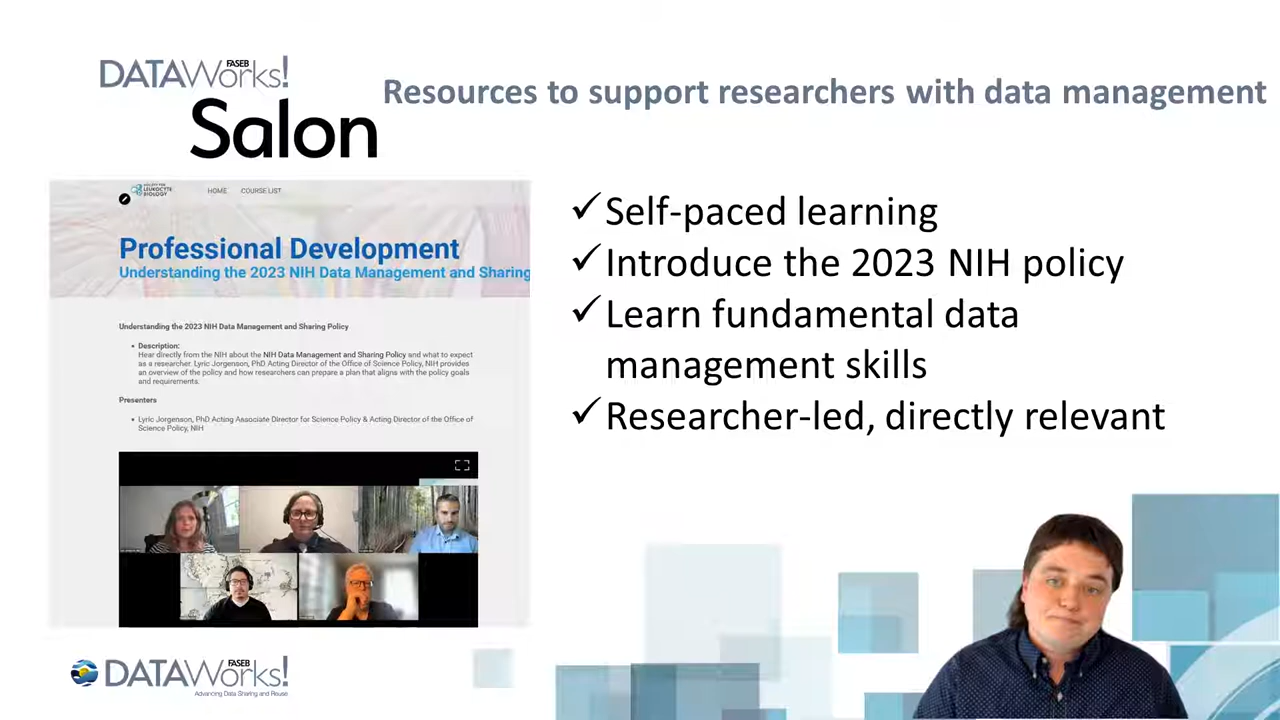 FASEB
DATAWorks!
Salon
Resources to support researchers with data management
SOCIETY FOR
LEUKOCYTE
BIOLOGY
HOME COURSE LIST
Professional Development
Understanding the 2023 NIH Data Management and Sharing
Understanding the 2023 NIH Data Management and Sharing Policy
Description:
Hear directly from the NIH about the NIH Data Management and Sharing Policy and what to expect
as a researcher. Lyric Jorgenson, PhD Acting Director of the Office of Science Policy, NIH provides
an overview of the policy and how researchers can prepare a plan that aligns with the policy goals
and requirements.
Presenters
Lyric Jorgenson, PhD Acting Associate Director for Science Policy & Acting Director of the Office of
Science Policy, NIH
Self-paced learning
Introduce the 2023 NIH policy
Learn fundamental data
management skills
Researcher-led, directly relevant
FASEB
DATAWorks!
Advancing Data Sharing and Reuse